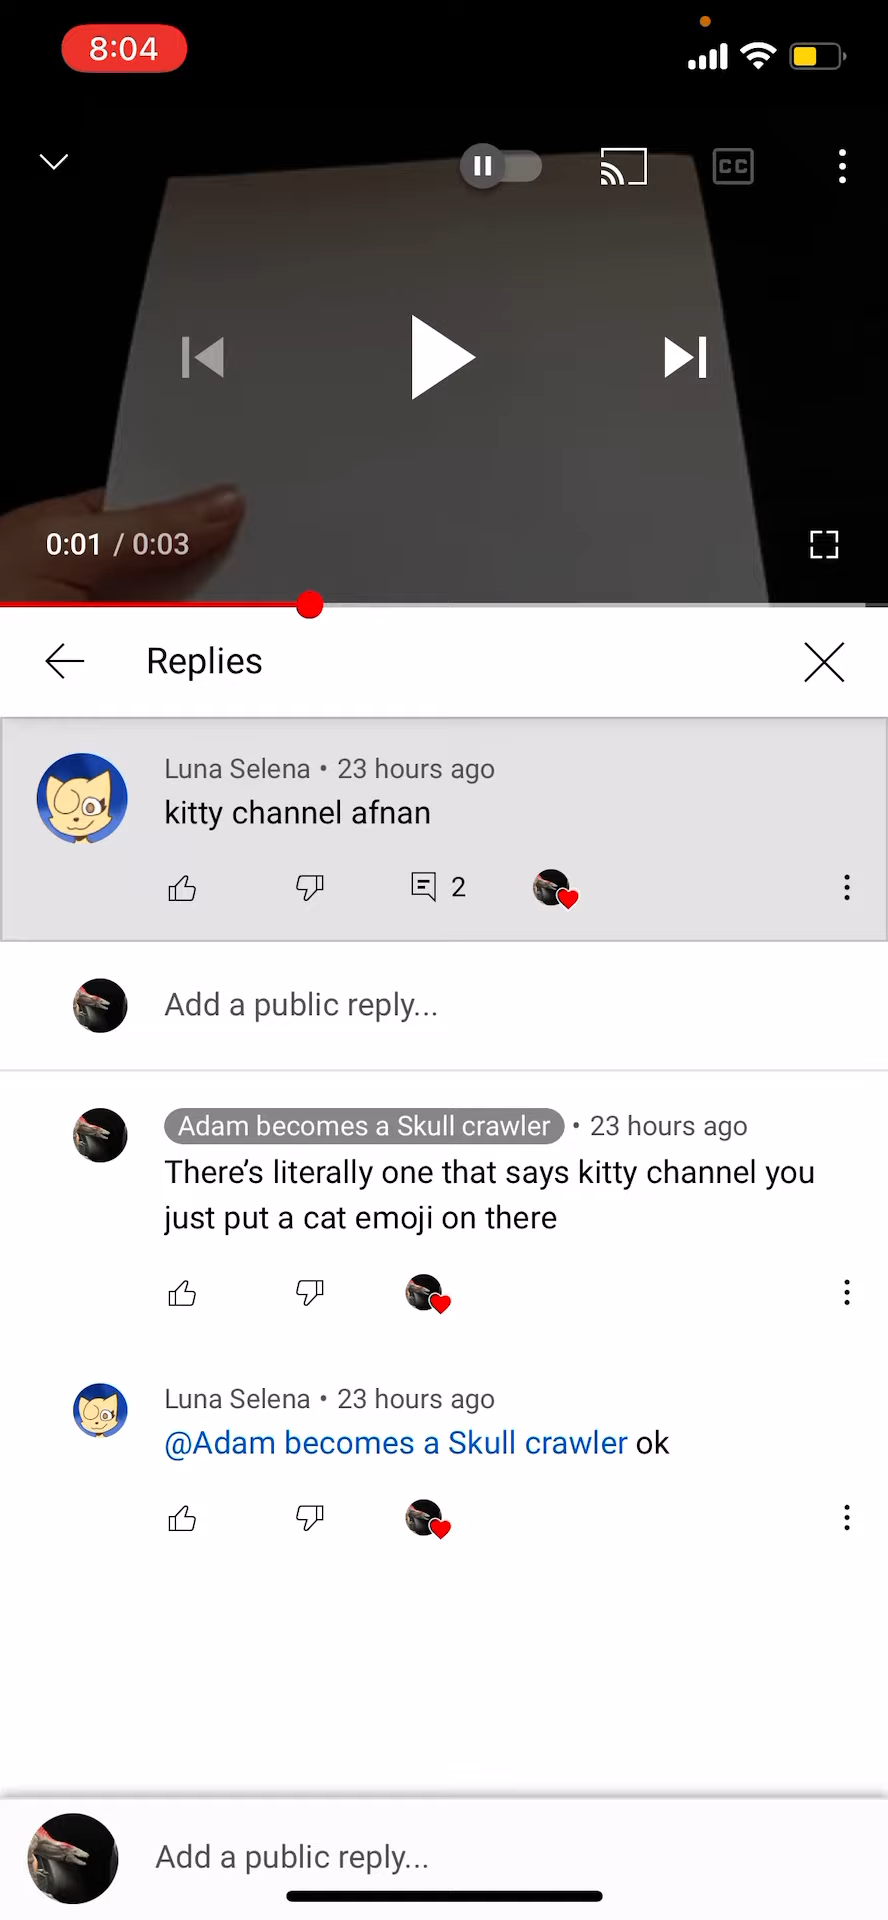 8:04
CC
0:01 / 0:03
Replies
Luna Selena • 23 hours ago
kitty channel afnan
2
Add a public reply...
Adam becomes a Skull crawler • 23 hours ago
There’s literally one that says kitty channel you
just put a cat emoji on there
Luna Selena • 23 hours ago
@Adam becomes a Skull crawler ok
Add a public reply...